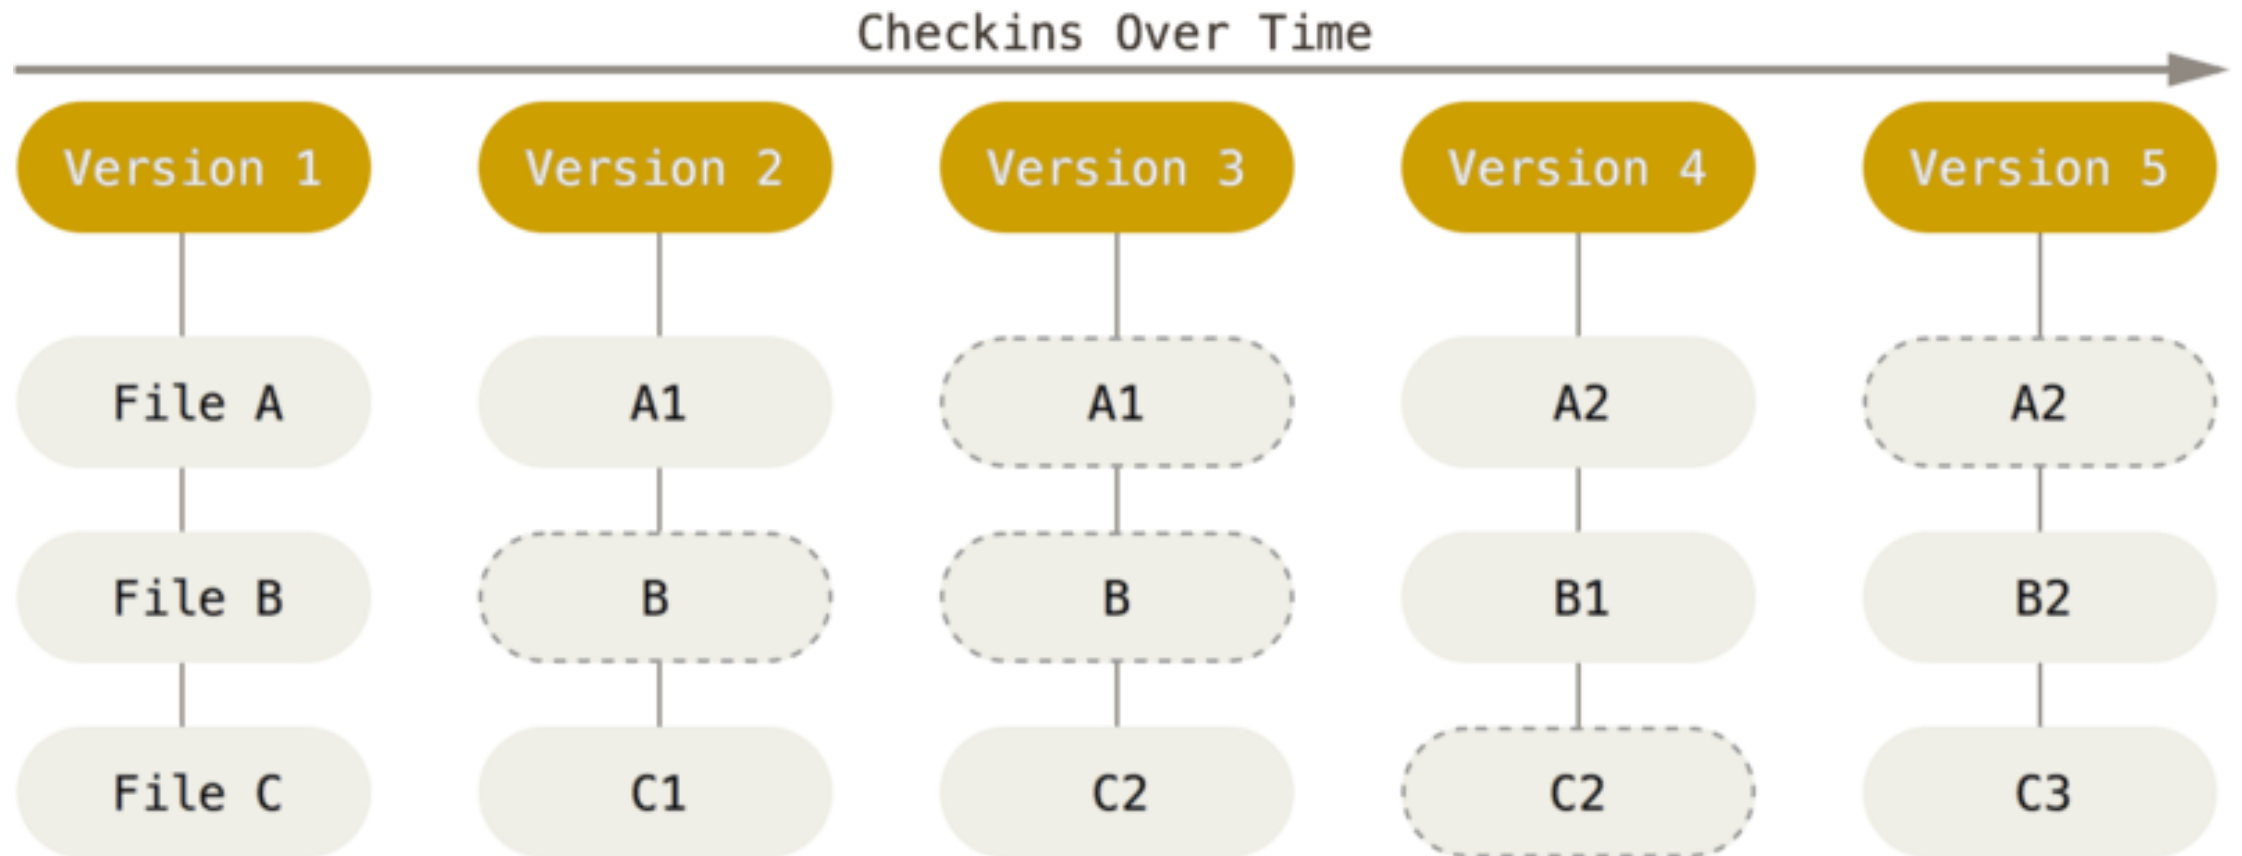 Checkins Over Time
Version 1 Version 2 Version 3 Version 4 Version 5
File A A1 A1 A2 A2
File B B B B1 B2
File C C1 C2 C2 C3